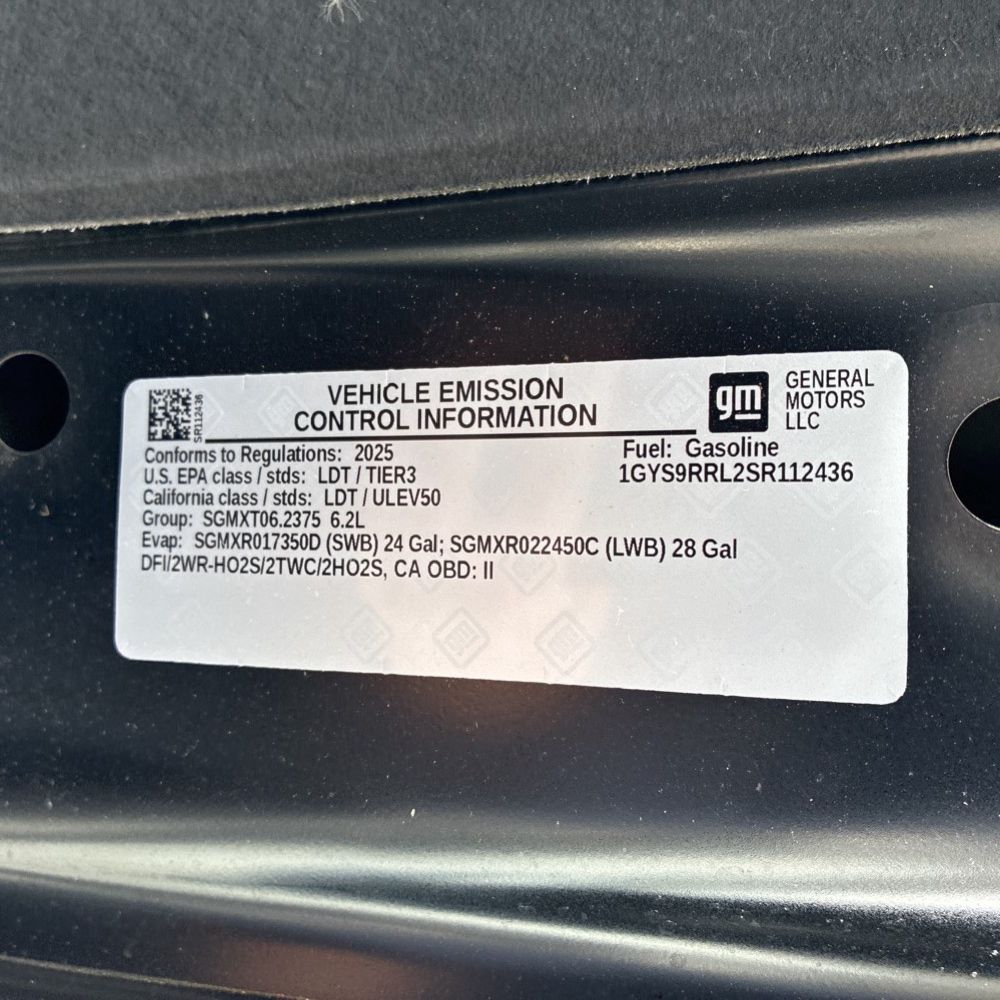 VEHICLE EMISSION
CONTROL INFORMATION
gm
GENERAL
MOTORS
LLC
SR112436
Conforms to Regulations: 2025
Fuel: Gasoline
U.S. EPA class / stds: LDT / TIER3
1GYS9RRL2SR112436
California class / stds: LDT / ULEV50
Group: SGMXT06.2375 6.2L
Evap: SGMXR017350D (SWB) 24 Gal; SGMXR022450C (LWB) 28 Gal
DFI/2WR-HO2S/2TWC/2HO2S, CA OBD: II